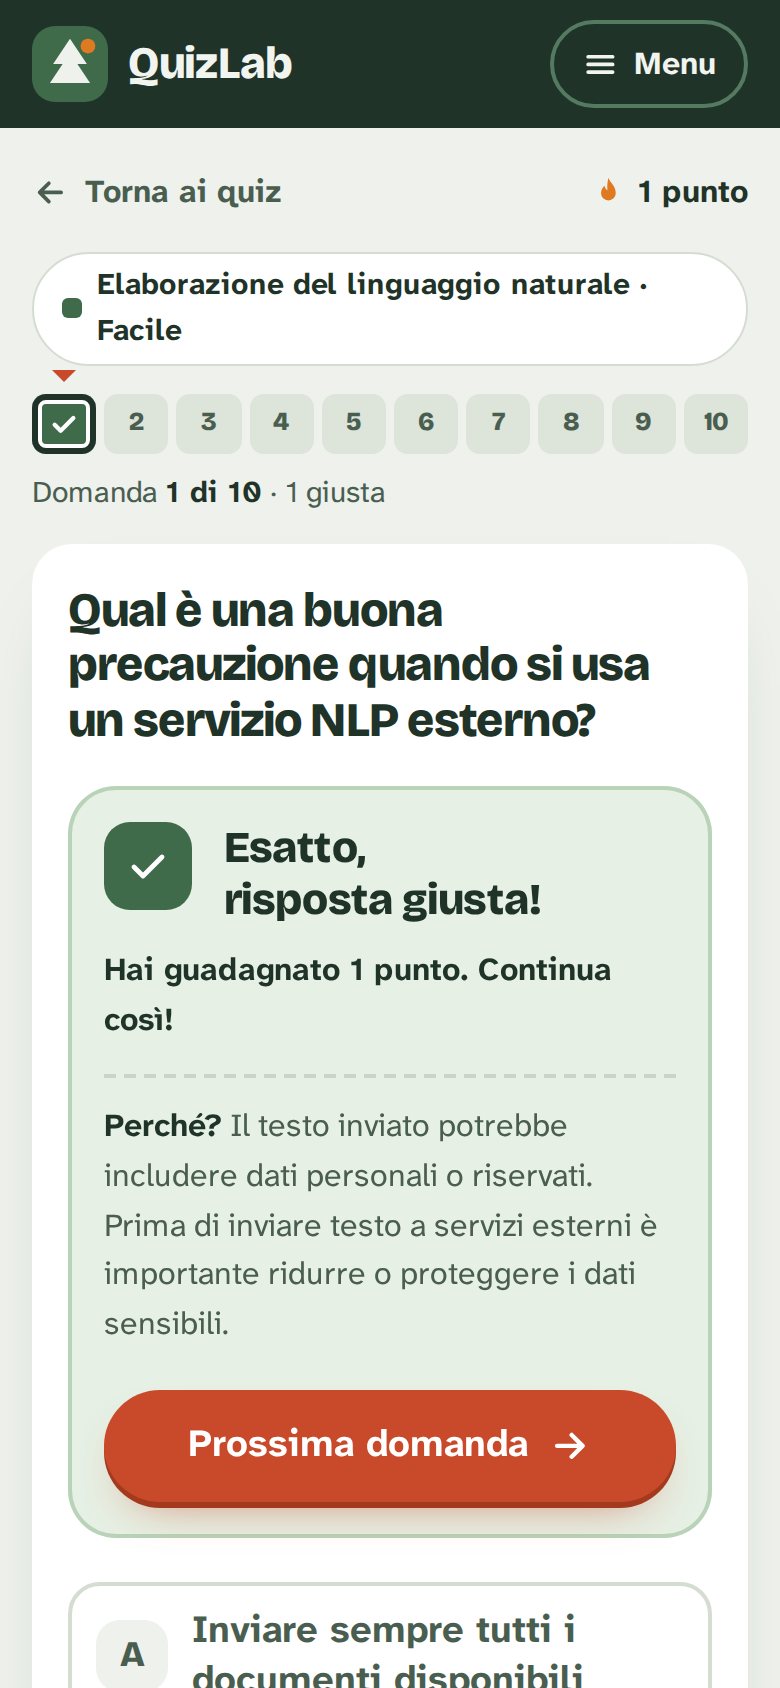 QuizLab
Menu
Torna ai quiz
1 punto
Elaborazione del linguaggio naturale ·
Facile
2 3 4 5 6 7 8 9 10
Domanda 1 di 10 · 1 giusta
Qual è una buona
precauzione quando si usa
un servizio NLP esterno?
Esatto,
risposta giusta!
Hai guadagnato 1 punto. Continua
così!
Perché? Il testo inviato potrebbe
includere dati personali o riservati.
Prima di inviare testo a servizi esterni è
importante ridurre o proteggere i dati
sensibili.
Prossima domanda
A
Inviare sempre tutti i
documenti disponibili